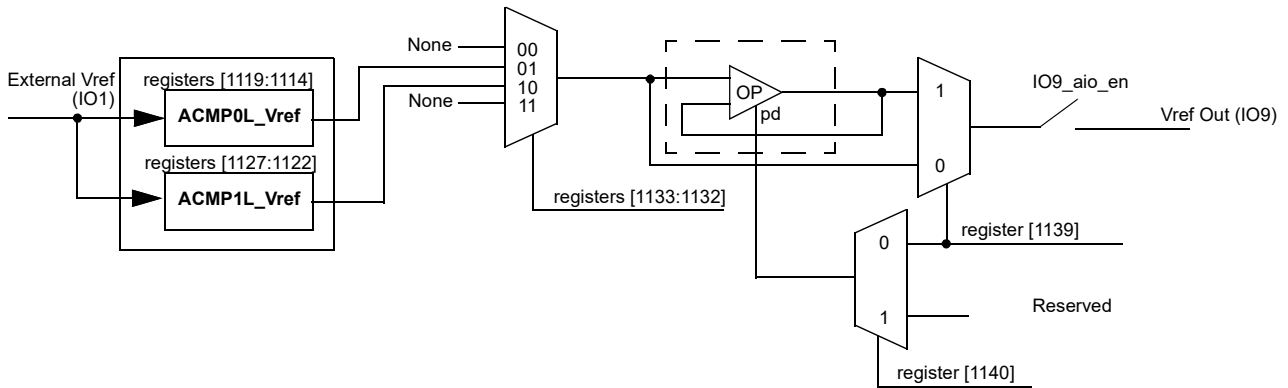 None
00
01
10
11
None
External Vref
(IO1)
registers [1119:1114]
ACMP0L_Vref
registers [1127:1122]
ACMP1L_Vref
registers [1133:1132]
OP
pd
1
0
IO9_aio_en
Vref Out (IO9)
0
1
register [1139]
Reserved
register [1140]